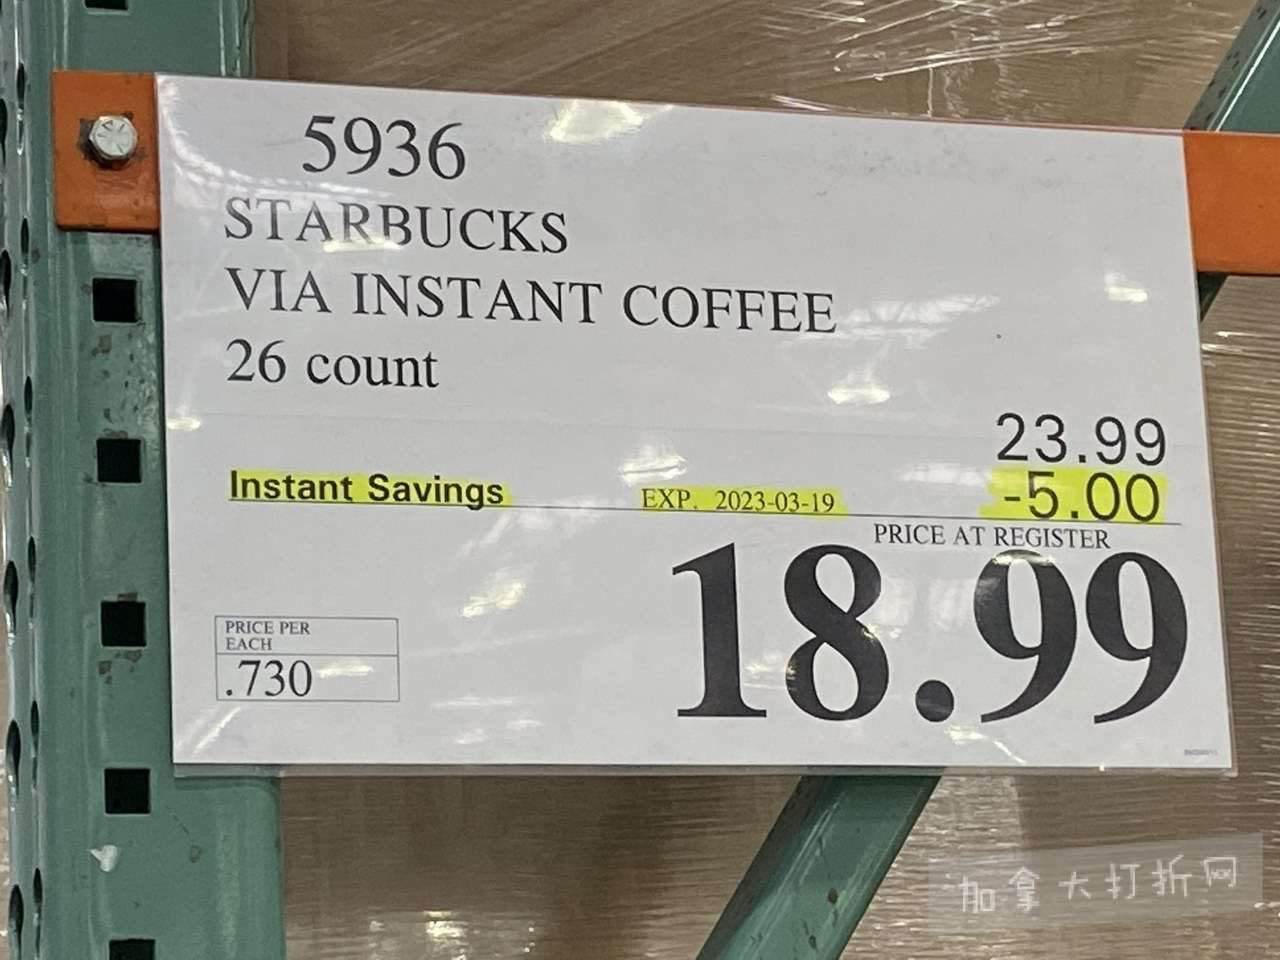 5936
STARBUCKS
VIA INSTANT COFFEE
26 count
23.99
Instant Savings EXP. 2023-03-19 -5.00
PRICE AT REGISTER
18.99
PRICE PER
EACH
.730
加拿大打折网